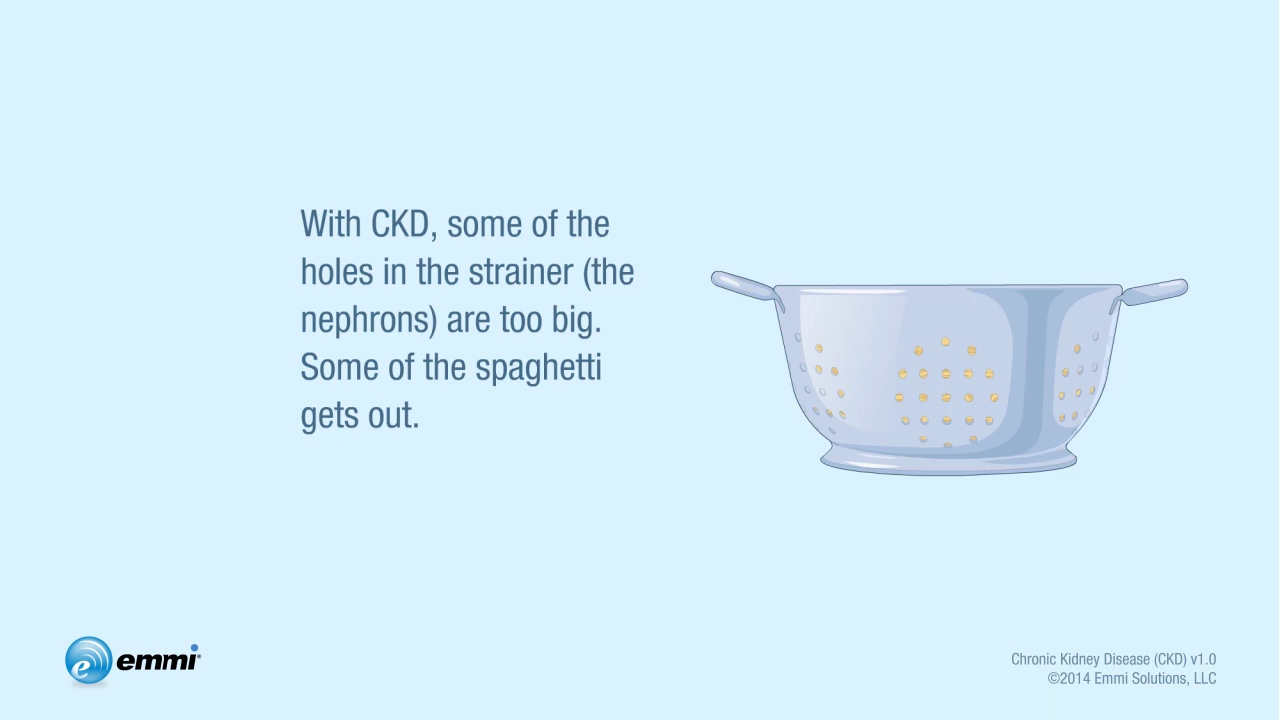 With CKD, some of the
holes in the strainer (the
nephrons) are too big.
Some of the spaghetti
gets out.
e emmi®
Chronic Kidney Disease (CKD) v1.0
©2014 Emmi Solutions, LLC